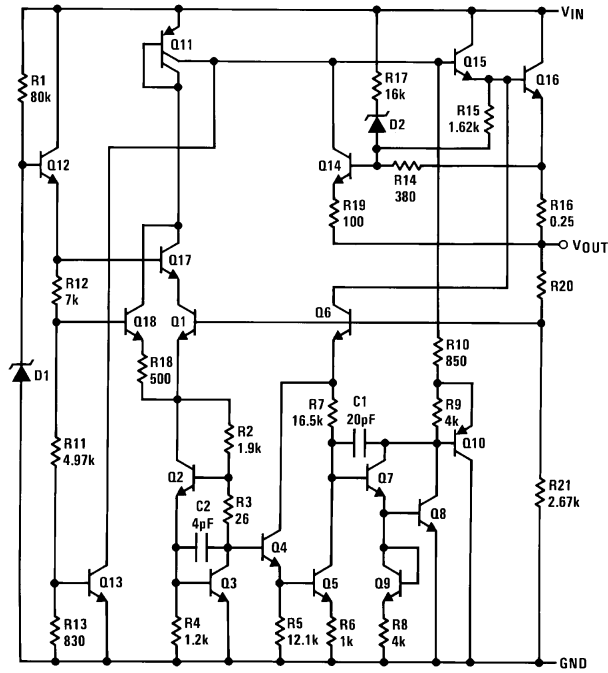 VIN
Q11
Q15
Q16
R1
80k
R17
16k
R15
1.62k
D2
Q12
Q14
R14
380
R19
100
R16
0.25
VOUT
R12
7k
Q17
R20
Q18
Q1
Q6
R18
500
R10
850
D1
C1
20pF
R7
16.5k
R9
4k
R2
1.9k
Q10
R11
4.97k
Q2
Q7
R21
2.67k
R3
26
Q8
C2
4pF
Q4
Q13
Q3
Q5
Q9
R13
830
R4
1.2k
R5
12.1k
R6
1k
R8
4k
GND